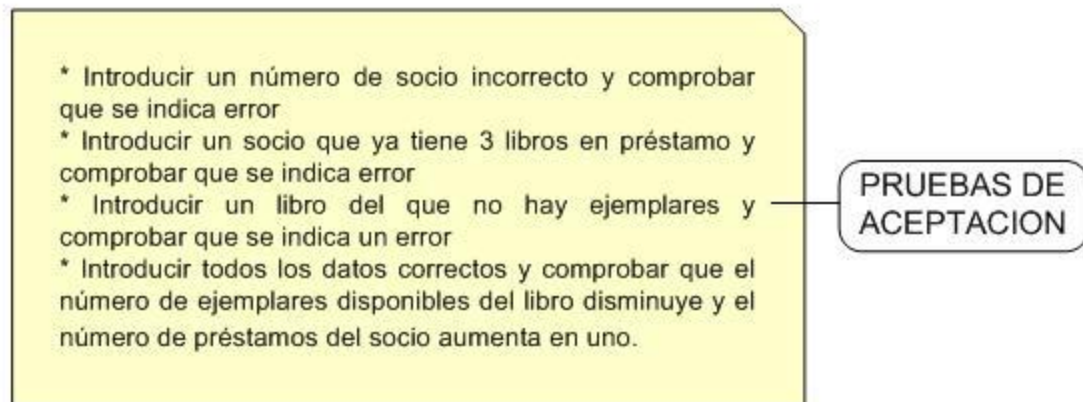 * Introducir un número de socio incorrecto y comprobar
que se indica error
* Introducir un socio que ya tiene 3 libros en préstamo y
comprobar que se indica error
* Introducir un libro del que no hay ejemplares y
comprobar que se indica un error
* Introducir todos los datos correctos y comprobar que el
número de ejemplares disponibles del libro disminuye y el
número de préstamos del socio aumenta en uno.
PRUEBAS DE
ACEPTACION